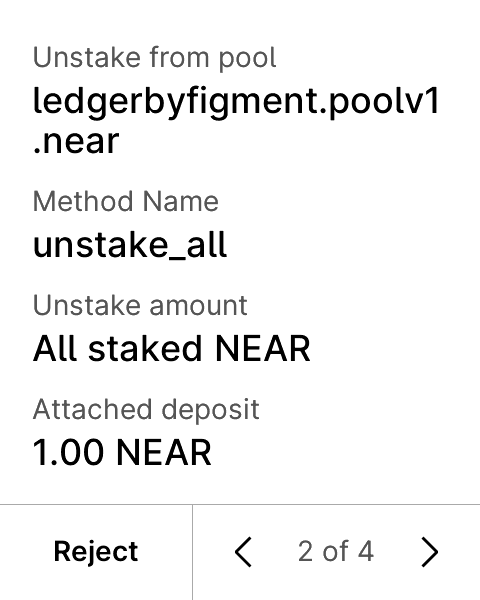 Unstake from pool
ledgerbyfigment.poolv1
.near
Method Name
unstake_all
Unstake amount
All staked NEAR
Attached deposit
1.00 NEAR
Reject
2 of 4